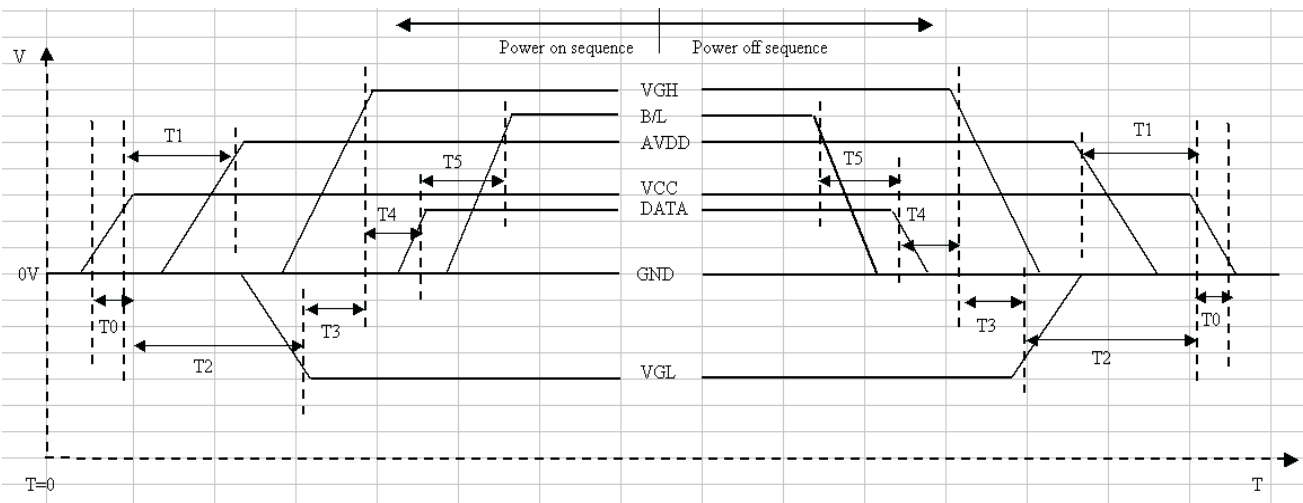 Power on sequence
Power off sequence
V
VGH
B/L
T1
T1
AVDD
T5
T5
VCC
DATA
T4
T4
0V
GND
T0
T3
T3
T0
T2
T2
VGL
T=0
T